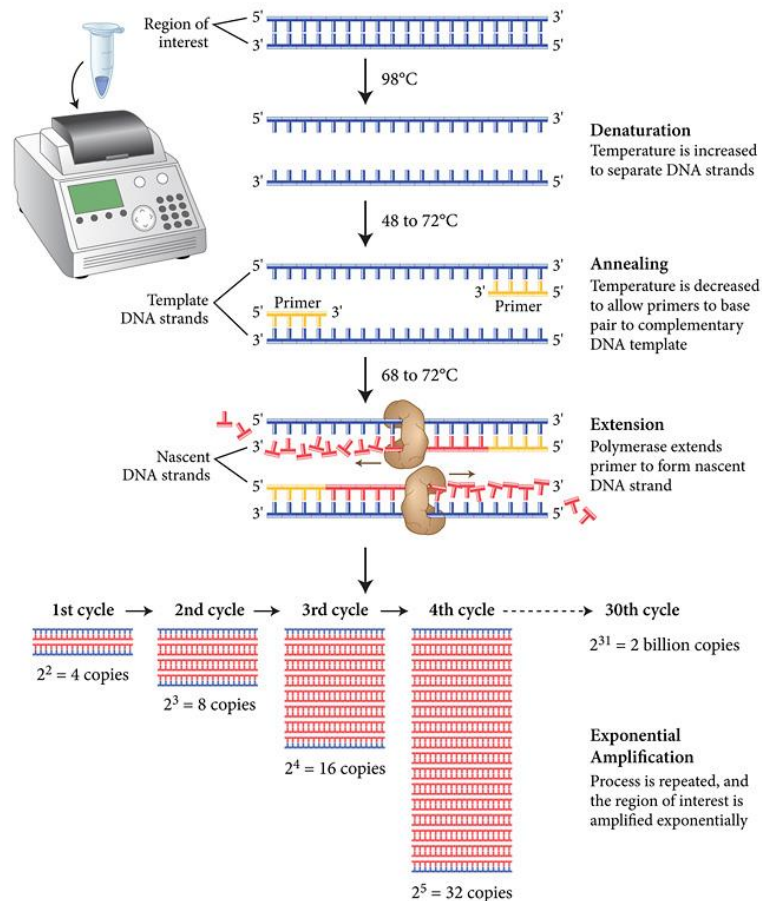 Region of
interest
5'
3'
3'
5'
98°C
5'
3'
3'
5'
Denaturation
Temperature is increased
to separate DNA strands
48 to 72°C
Template
DNA strands
5'
3'
3'
5'
Primer
5'
Primer
3'
3'
5'
Annealing
Temperature is decreased
to allow primers to base
pair to complementary
DNA template
68 to 72°C
Nascent
DNA strands
5'
3'
3'
5'
5'
3'
3'
5'
Extension
Polymerase extends
primer to form nascent
DNA strand
1st cycle
2nd cycle
3rd cycle
4th cycle
30th cycle
2² = 4 copies
2³ = 8 copies
2⁴ = 16 copies
2⁵ = 32 copies
2³¹ = 2 billion copies
Exponential
Amplification
Process is repeated, and
the region of interest is
amplified exponentially